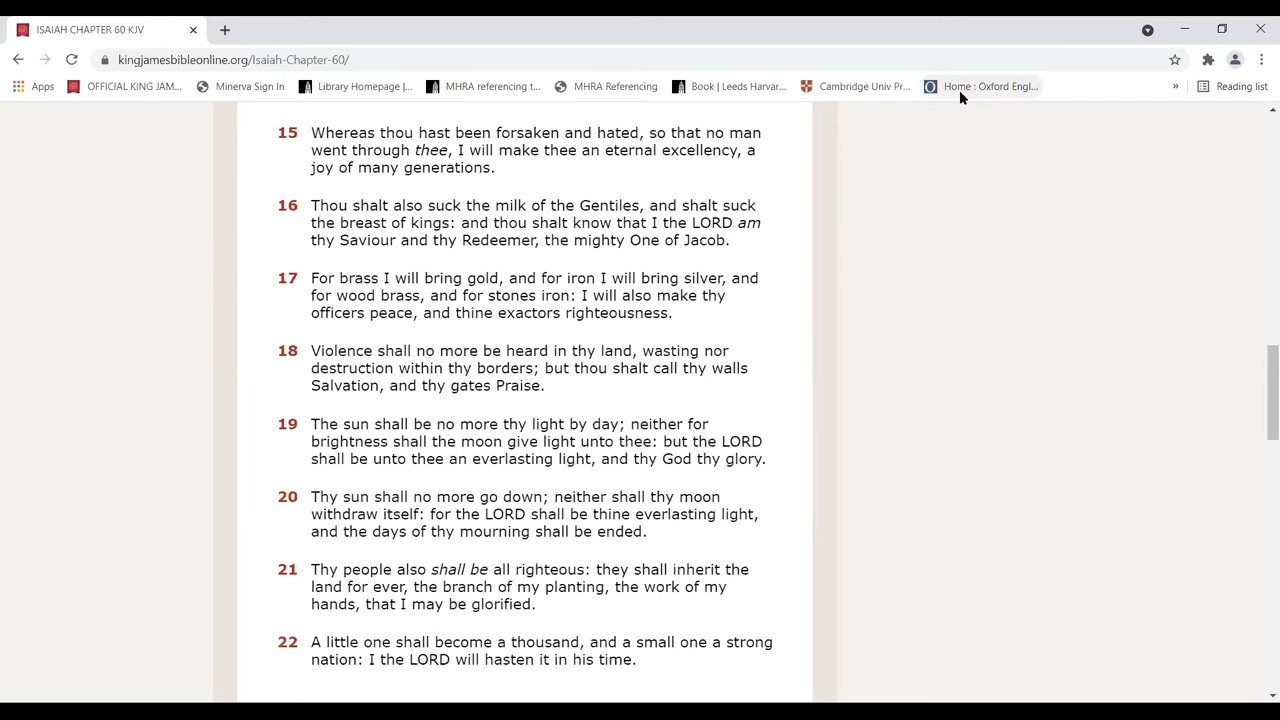 ISAIAH CHAPTER 60 KJV
kingjamesbibleonline.org/Isaiah-Chapter-60/
Apps OFFICIAL KING JAM... Minerva Sign In Library Homepage |... MHRA referencing t... MHRA Referencing Book | Leeds Harvar... Cambridge Univ Pr... Home : Oxford Engl... » Reading list
15 Whereas thou hast been forsaken and hated, so that no man
went through thee, I will make thee an eternal excellency, a
joy of many generations.
16 Thou shalt also suck the milk of the Gentiles, and shalt suck
the breast of kings: and thou shalt know that I the LORD am
thy Saviour and thy Redeemer, the mighty One of Jacob.
17 For brass I will bring gold, and for iron I will bring silver, and
for wood brass, and for stones iron: I will also make thy
officers peace, and thine exactors righteousness.
18 Violence shall no more be heard in thy land, wasting nor
destruction within thy borders; but thou shalt call thy walls
Salvation, and thy gates Praise.
19 The sun shall be no more thy light by day; neither for
brightness shall the moon give light unto thee: but the LORD
shall be unto thee an everlasting light, and thy God thy glory.
20 Thy sun shall no more go down; neither shall thy moon
withdraw itself: for the LORD shall be thine everlasting light,
and the days of thy mourning shall be ended.
21 Thy people also shall be all righteous: they shall inherit the
land for ever, the branch of my planting, the work of my
hands, that I may be glorified.
22 A little one shall become a thousand, and a small one a strong
nation: I the LORD will hasten it in his time.